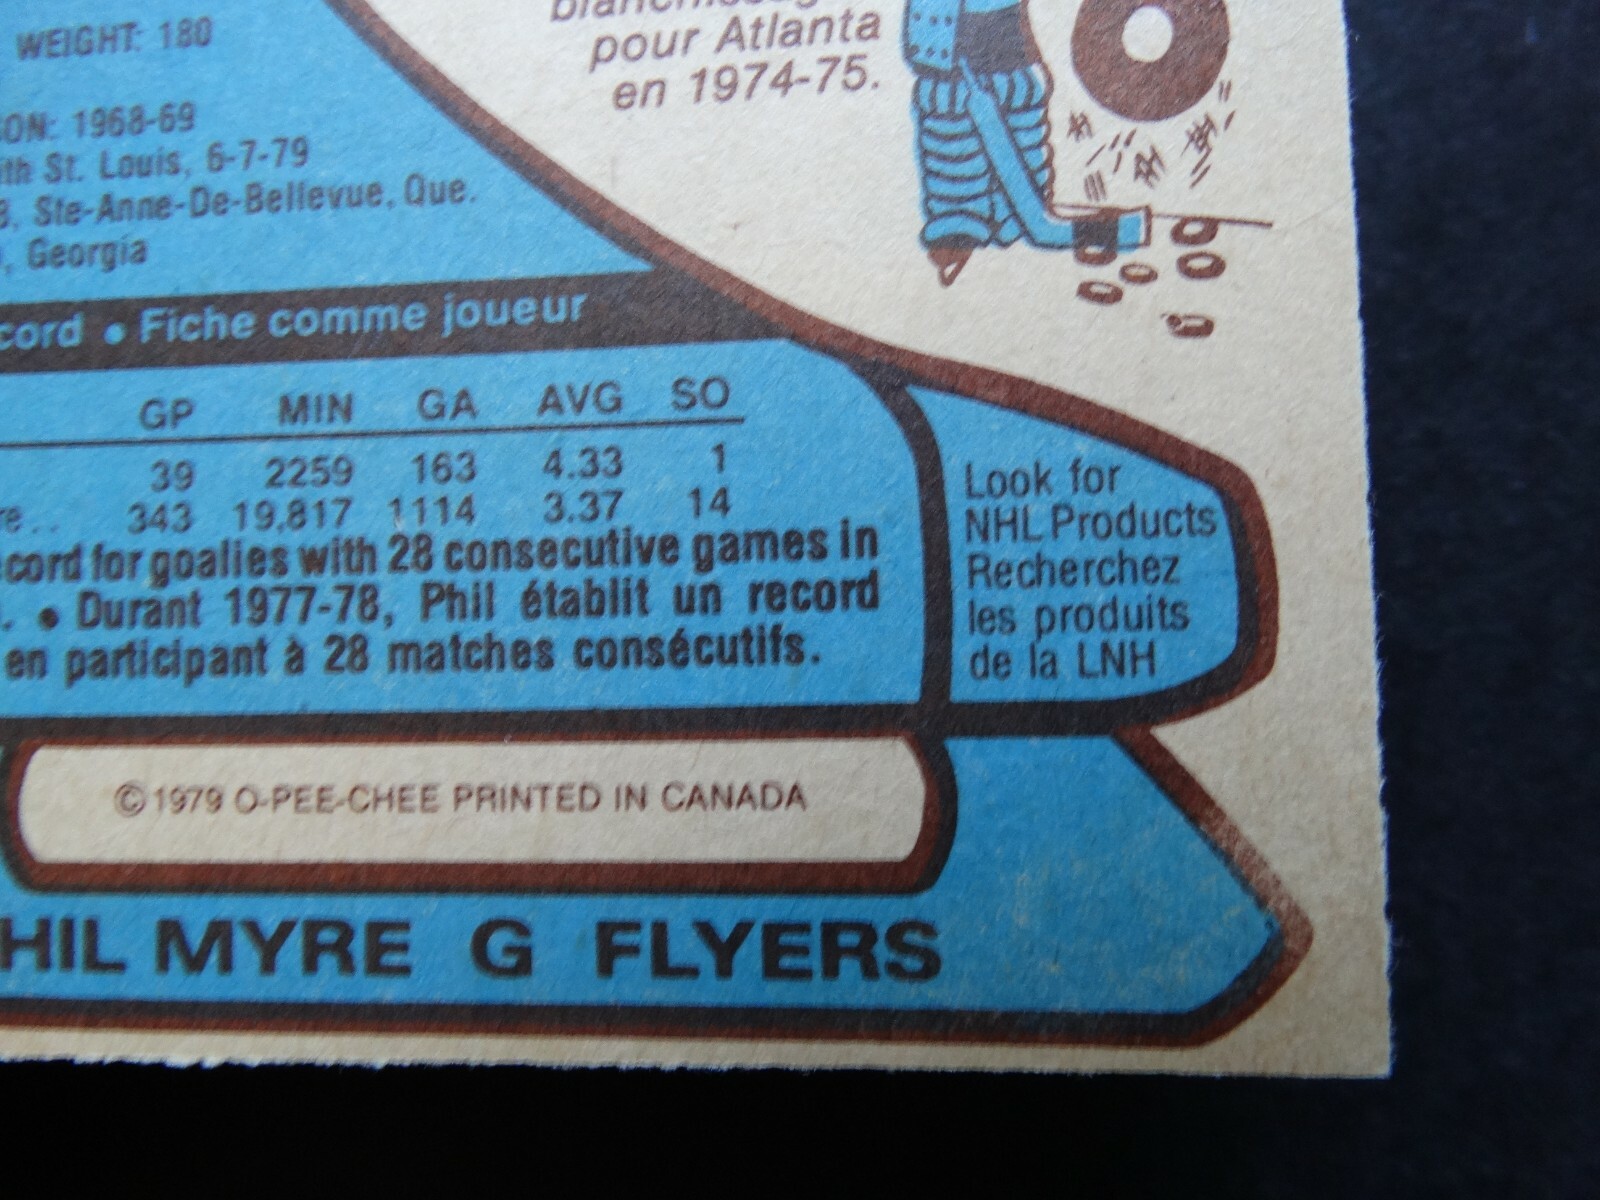 WEIGHT: 180
pour Atlanta
en 1974-75.
1968-69
St. Louis, 6-7-79
Ste-Anne-De-Bellevue, Que.
Georgia
• Fiche comme joueur
GP MIN GA AVG SO
39 2259 163 4.33 1
343 19,817 1114 3.37 14
for goalies with 28 consecutive games in
• Durant 1977-78, Phil établit un record
en participant à 28 matches consécutifs.
Look for
NHL Products
Recherchez
les produits
de la LNH
©1979 O-PEE-CHEE PRINTED IN CANADA
MYRE G FLYERS